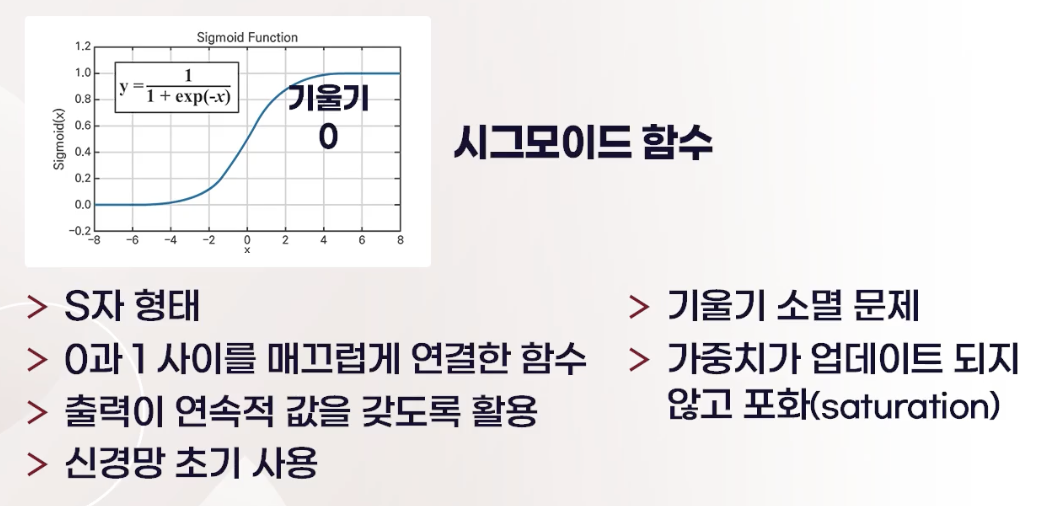 Sigmoid Function
1.2
1.0
0.8
0.6
0.4
0.2
0.0
−0.2
Sigmoid(x)
y = 1 / 1 + exp(-x)
기울기
0
−8 −6 −4 −2 0 2 4 6 8
x
시그모이드 함수
> S자 형태
> 0과 1 사이를 매끄럽게 연결한 함수
> 출력이 연속적 값을 갖도록 활용
> 신경망 초기 사용
> 기울기 소멸 문제
> 가중치가 업데이트 되지
않고 포화(saturation)